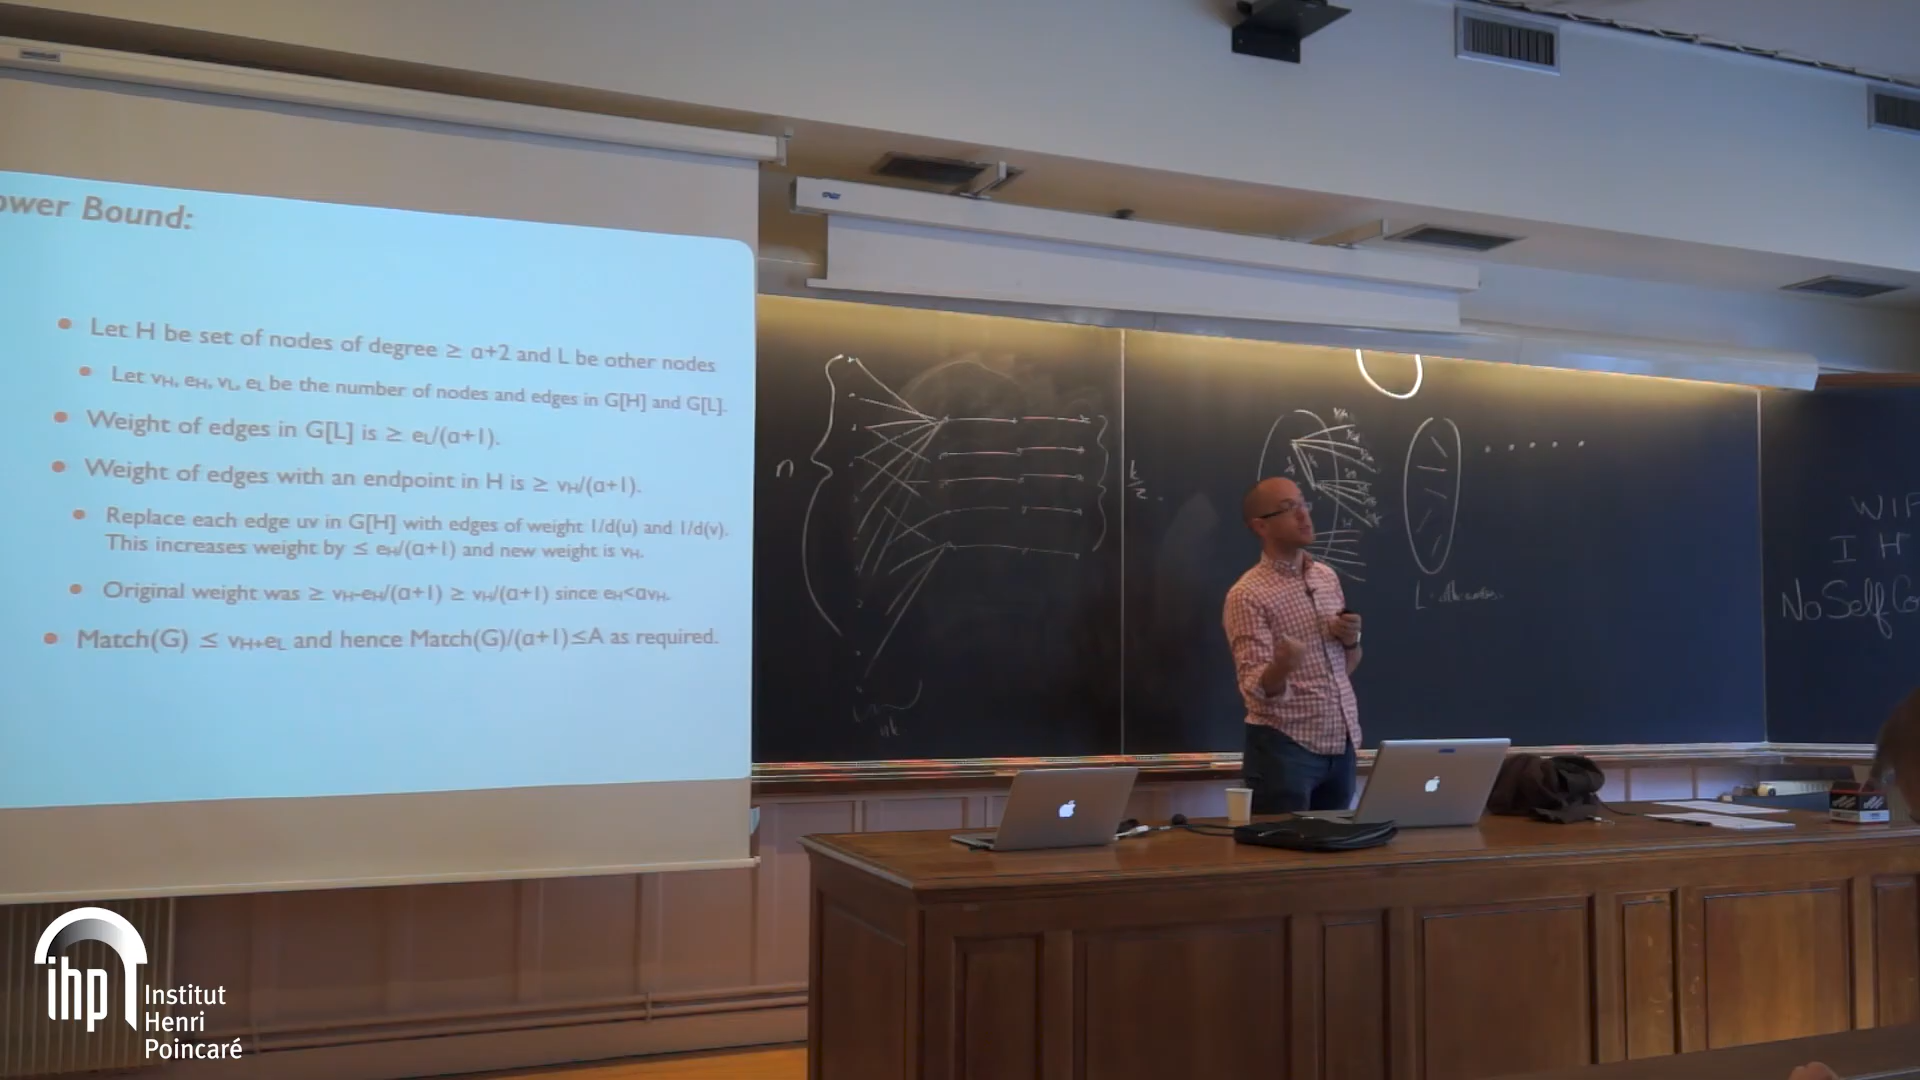 ower Bound:
• Let H be set of nodes of degree ≥ α+2 and L be other nodes
• Let vH, eH, vL, eL be the number of nodes and edges in G[H] and G[L].
• Weight of edges in G[L] is ≥ eL/(α+1).
• Weight of edges with an endpoint in H is ≥ vH/(α+1).
• Replace each edge uv in G[H] with edges of weight 1/d(u) and 1/d(v).
This increases weight by ≤ eH/(α+1) and new weight is vH.
• Original weight was ≥ vH-eH/(α+1) ≥ vH/(α+1) since eH<αvH.
• Match(G) ≤ vH+eL and hence Match(G)/(α+1)≤A as required.
n
L
WIF
I H
No Self Co
ihp
Institut
Henri
Poincaré